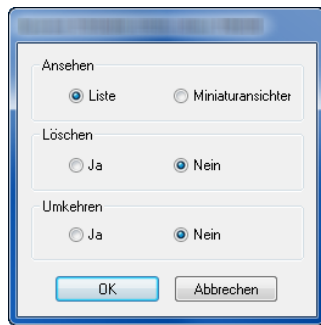 Ansehen
Liste Miniaturansichter
Löschen
Ja Nein
Umkehren
Ja Nein
OK Abbrechen